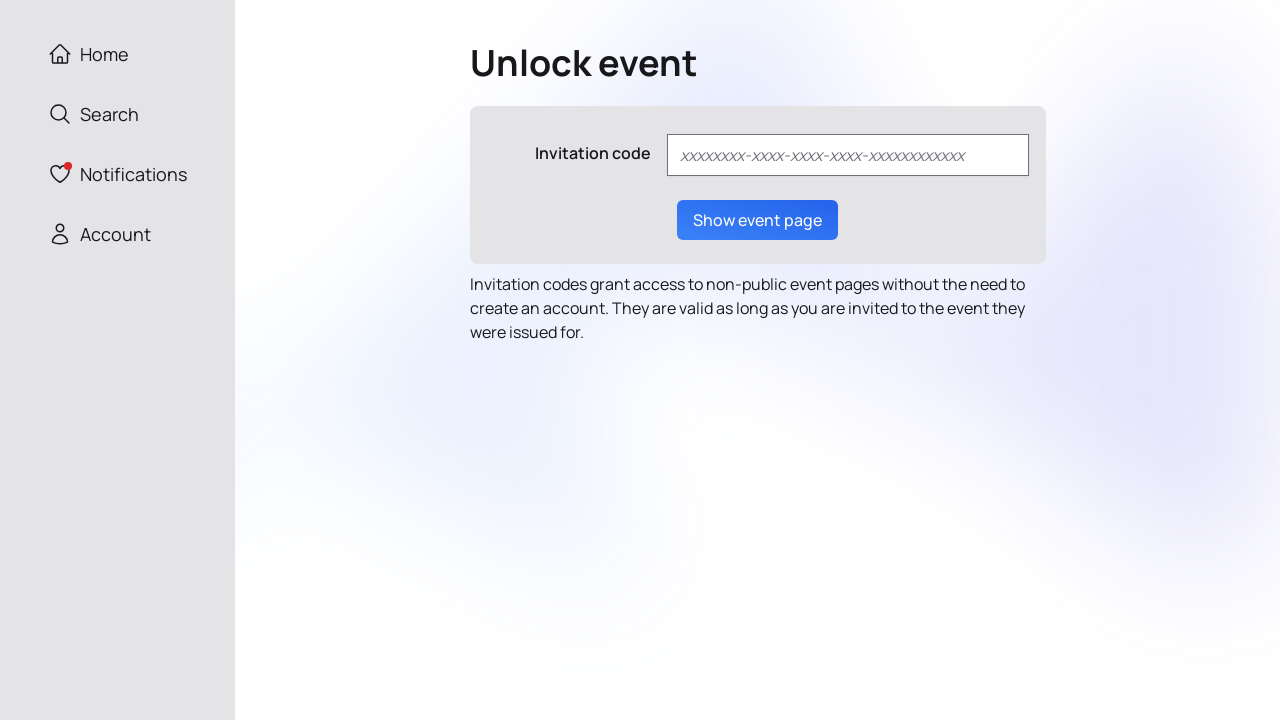 Home
Search
Notifications
Account
Unlock event
Invitation code
xxxxxxxx-xxxx-xxxx-xxxx-xxxxxxxxxxxx
Show event page
Invitation codes grant access to non-public event pages without the need to
create an account. They are valid as long as you are invited to the event they
were issued for.